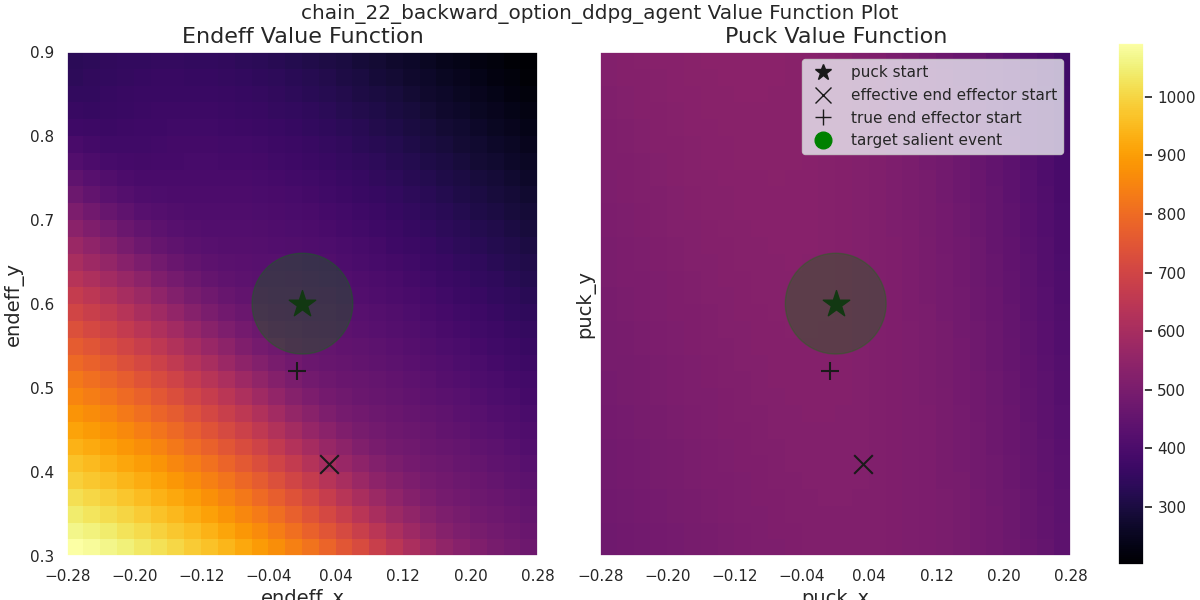 chain_22_backward_option_ddpg_agent Value Function Plot
Endeff Value Function
Puck Value Function
puck start
effective end effector start
true end effector start
target salient event
endeff_y
0.9
0.8
0.7
0.6
0.5
0.4
0.3
−0.28 −0.20 −0.12 −0.04 0.04 0.12 0.20 0.28
endeff_x
puck_y
−0.28 −0.20 −0.12 −0.04 0.04 0.12 0.20 0.28
puck_x
1000
900
800
700
600
500
400
300